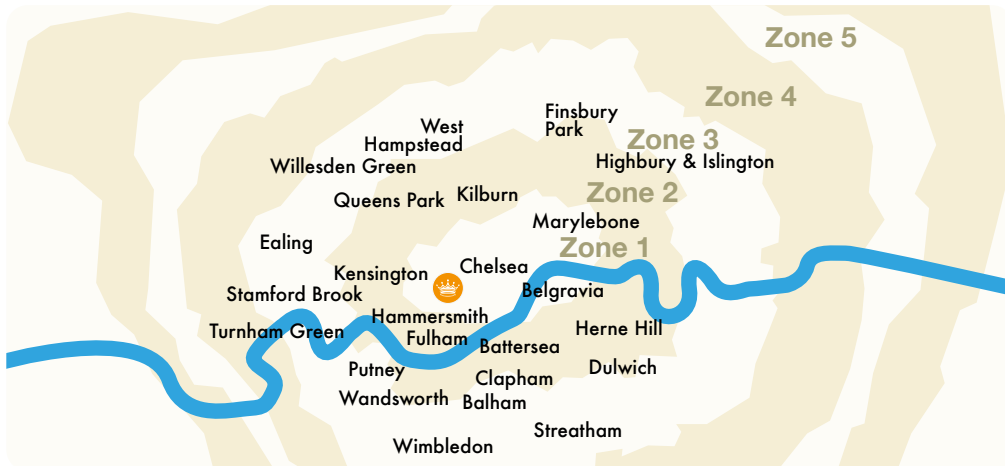 Zone 5
Zone 4
Finsbury
Park
Zone 3
West
Hampstead
Highbury & Islington
Willesden Green
Zone 2
Queens Park
Kilburn
Marylebone
Ealing
Zone 1
Kensington
Chelsea
Stamford Brook
Belgravia
Hammersmith
Turnham Green
Herne Hill
Fulham
Battersea
Putney
Dulwich
Clapham
Wandsworth
Balham
Streatham
Wimbledon